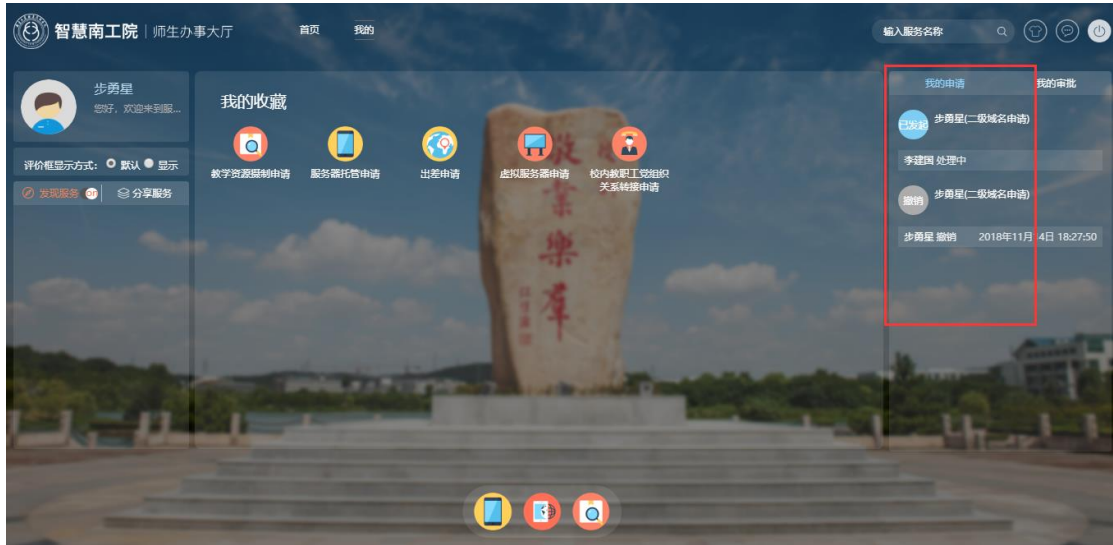 智慧南工院 | 师生办事大厅
首页
我的
输入服务名称
步勇星
您好，欢迎来到服...
评价框显示方式： 默认 显示
发现服务 on
分享服务
我的收藏
教学资源摄制申请
服务器托管申请
出差申请
虚拟服务器申请
校内教职工党组织
关系转接申请
敬
業
樂
羣
我的申请
我的审批
已发起
步勇星(二级域名申请)
李建国 处理中
撤销
步勇星(二级域名申请)
步勇星 撤销 2018年11月14日 18:27:50